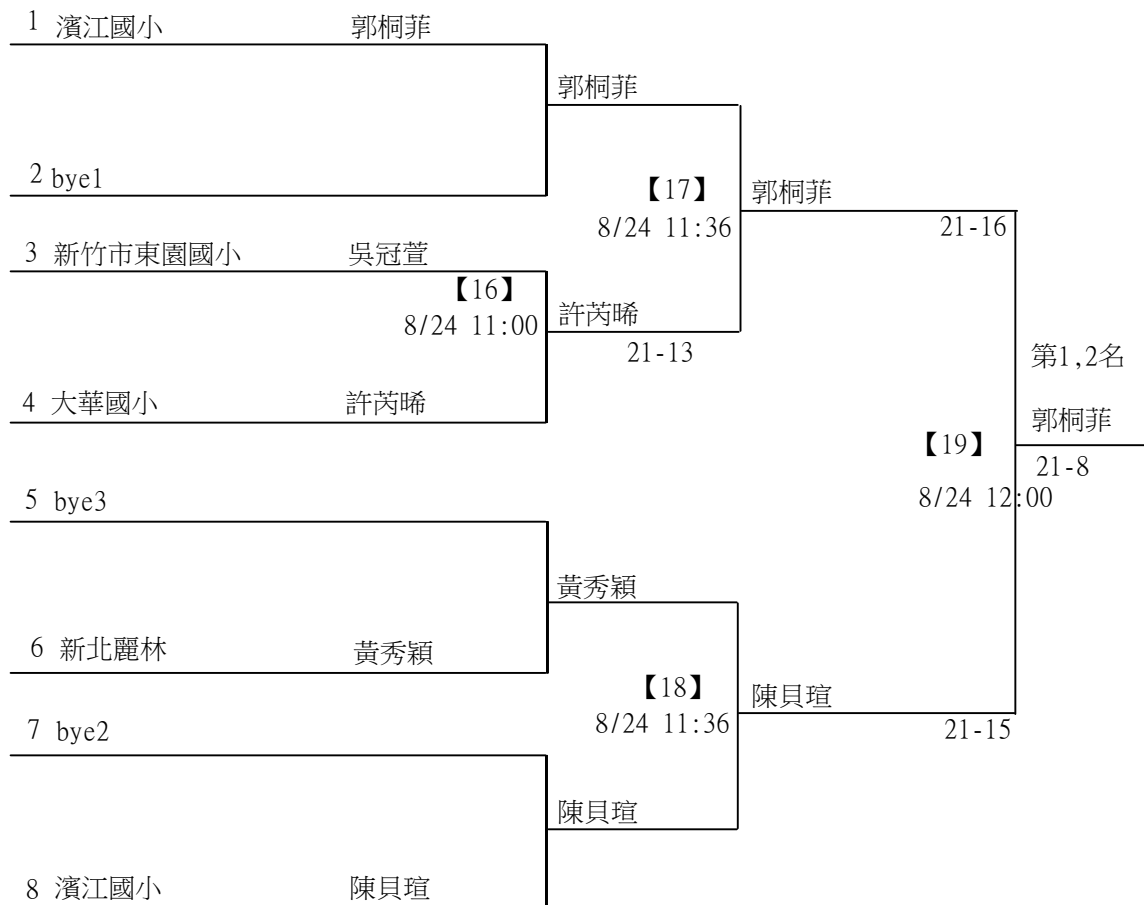 1 濱江國小 郭桐菲
郭桐菲
2 bye1
【17】
郭桐菲
8/24 11:36
21-16
3 新竹市東園國小 吳冠萱
【16】
8/24 11:00
許芮晞
21-13
第1,2名
4 大華國小 許芮晞
郭桐菲
【19】
21-8
8/24 12:00
5 bye3
黃秀穎
6 新北麗林 黃秀穎
【18】
陳貝瑄
8/24 11:36
21-15
7 bye2
陳貝瑄
8 濱江國小 陳貝瑄